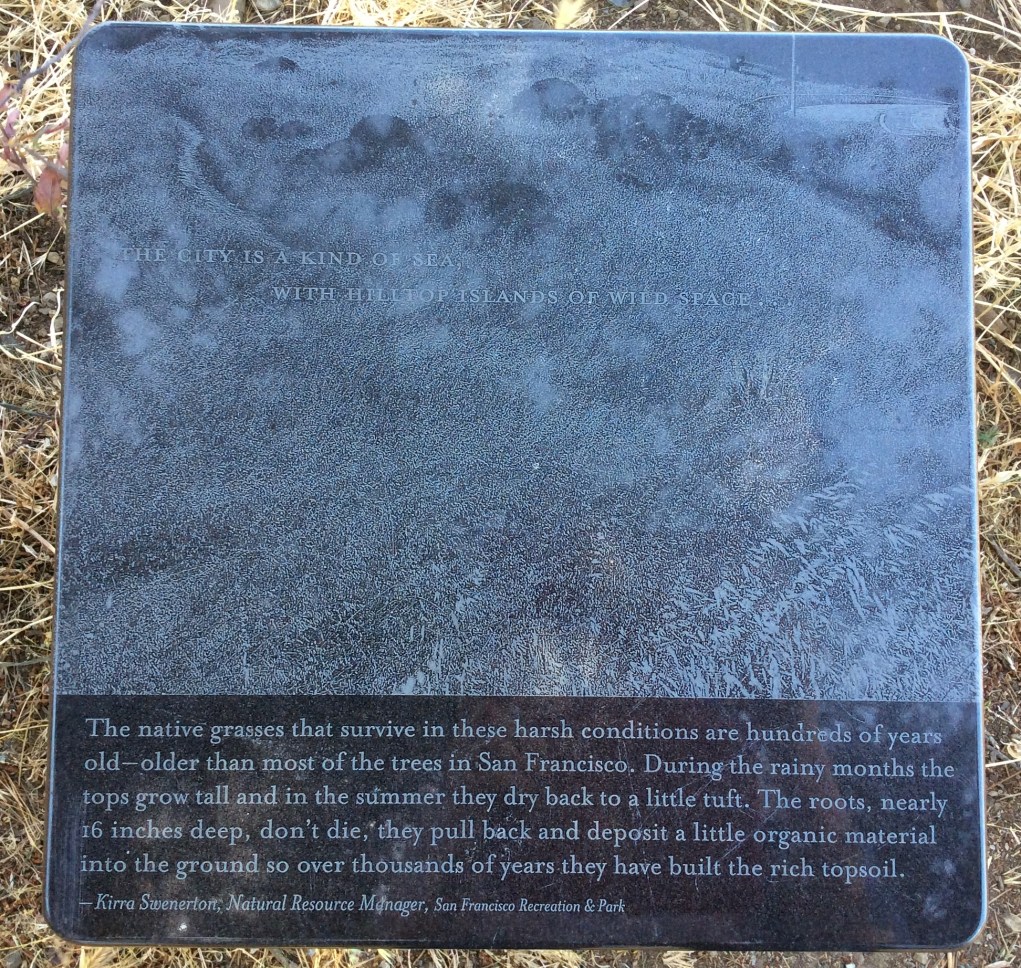 THE CITY IS A KIND OF SEA,
WITH HILLTOP ISLANDS OF WILD SPACE . . .
The native grasses that survive in these harsh conditions are hundreds of years
old—older than most of the trees in San Francisco. During the rainy months the
tops grow tall and in the summer they dry back to a little tuft. The roots, nearly
16 inches deep, don't die, they pull back and deposit a little organic material
into the ground so over thousands of years they have built the rich topsoil.
—Kirra Swenerton, Natural Resource Manager, San Francisco Recreation & Park